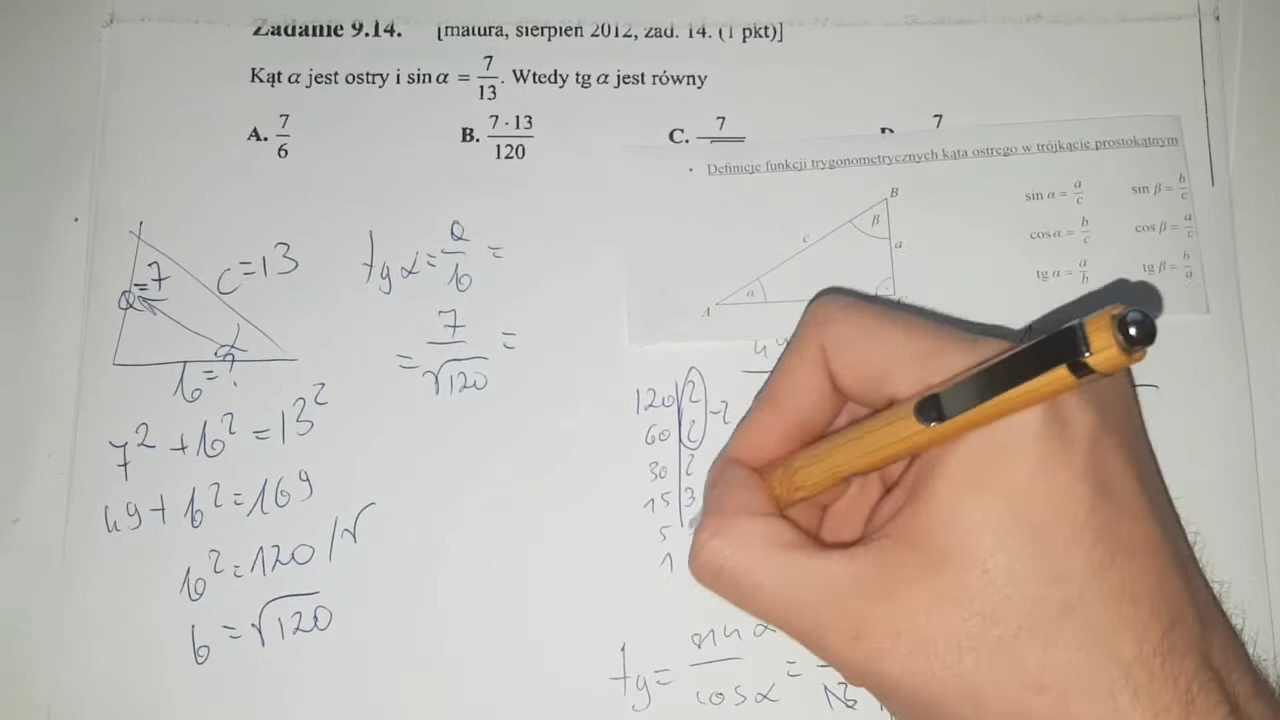 Zadanie 9.14. [matura, sierpień 2012, zad. 14. (1 pkt)]
Kąt α jest ostry i sin α = 7/13. Wtedy tg α jest równy
A. 7/6 B. 7·13/120 C. 7 7
• Definicje funkcji trygonometrycznych kąta ostrego w trójkącie prostokątnym
B
β
c
a
α
A
sin α = a/c sin β = b/c
cos α = b/c cos β = a/c
tg α = a/b tg β = b/a
a=7
c=13
α
b=?
7² + b² = 13²
49 + b² = 169
b² = 120 /√
b = √120
tg α = a/b =
= 7/√120 =
120 | 2
60 | 2
30 | 2
15 | 3
5
1
tg = sin α / cos α =